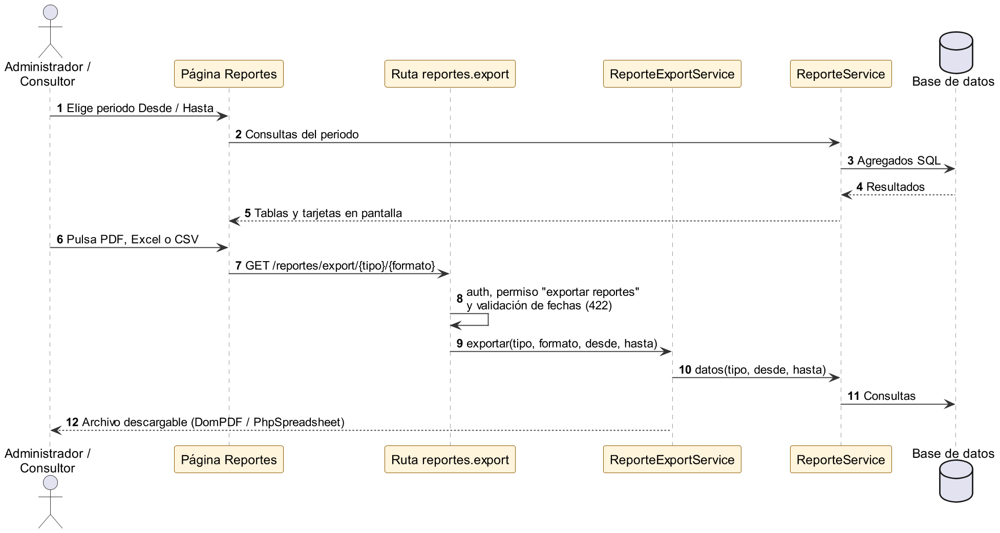 Administrador /
Consultor
Página Reportes
Ruta reportes.export
ReporteExportService
ReporteService
Base de datos
1 Elige periodo Desde / Hasta
2 Consultas del periodo
3 Agregados SQL
4 Resultados
5 Tablas y tarjetas en pantalla
6 Pulsa PDF, Excel o CSV
7 GET /reportes/export/{tipo}/{formato}
8 auth, permiso "exportar reportes"
y validación de fechas (422)
9 exportar(tipo, formato, desde, hasta)
10 datos(tipo, desde, hasta)
11 Consultas
12 Archivo descargable (DomPDF / PhpSpreadsheet)
Administrador /
Consultor
Página Reportes
Ruta reportes.export
ReporteExportService
ReporteService
Base de datos